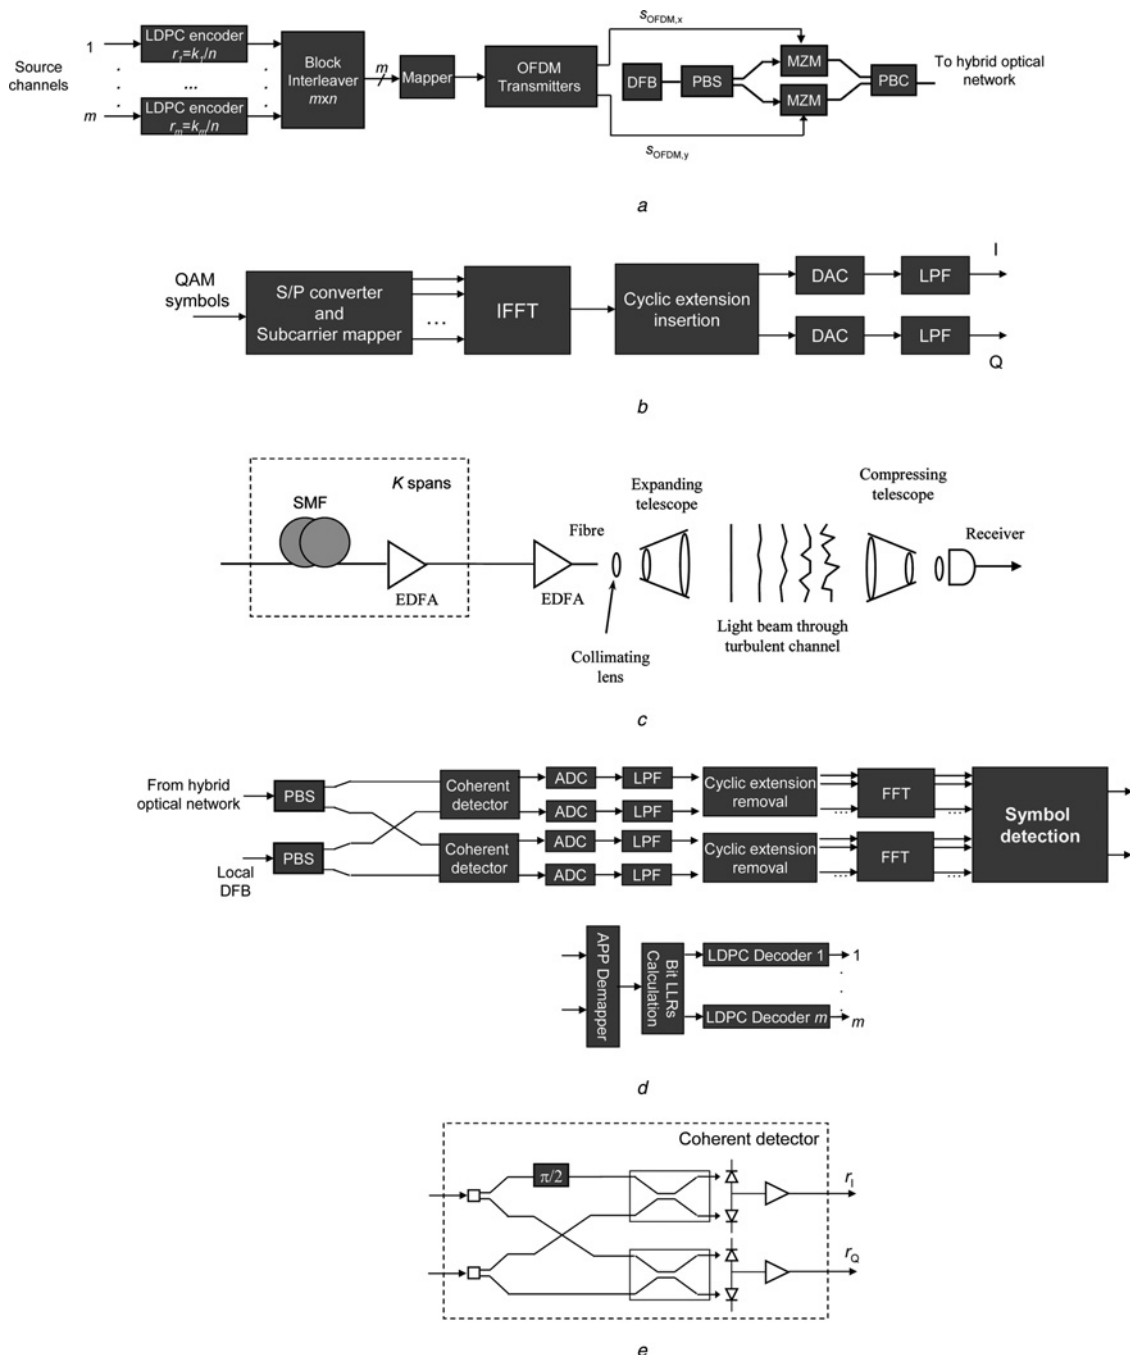 Source
channels
1
.
.
.
m
LDPC encoder
r1=k1/n
...
LDPC encoder
rm=km/n
.
.
.
Block
Interleaver
mxn
m
Mapper
OFDM
Transmitters
sOFDM,x
sOFDM,y
DFB
PBS
MZM
MZM
PBC
To hybrid optical
network
a
QAM
symbols
S/P converter
and
Subcarrier mapper
...
IFFT
Cyclic extension
insertion
DAC
LPF
I
DAC
LPF
Q
b
K spans
SMF
EDFA
EDFA
Fibre
Collimating
lens
Expanding
telescope
Light beam through
turbulent channel
Compressing
telescope
Receiver
c
From hybrid
optical network
PBS
PBS
Local
DFB
Coherent
detector
Coherent
detector
ADC
LPF
ADC
LPF
ADC
LPF
ADC
LPF
Cyclic extension
removal
Cyclic extension
removal
...
FFT
...
...
FFT
...
Symbol
detection
APP Demapper
Bit LLRs
Calculation
LDPC Decoder 1
1
.
.
.
LDPC Decoder m
m
d
Coherent detector
π/2
rI
rQ
e